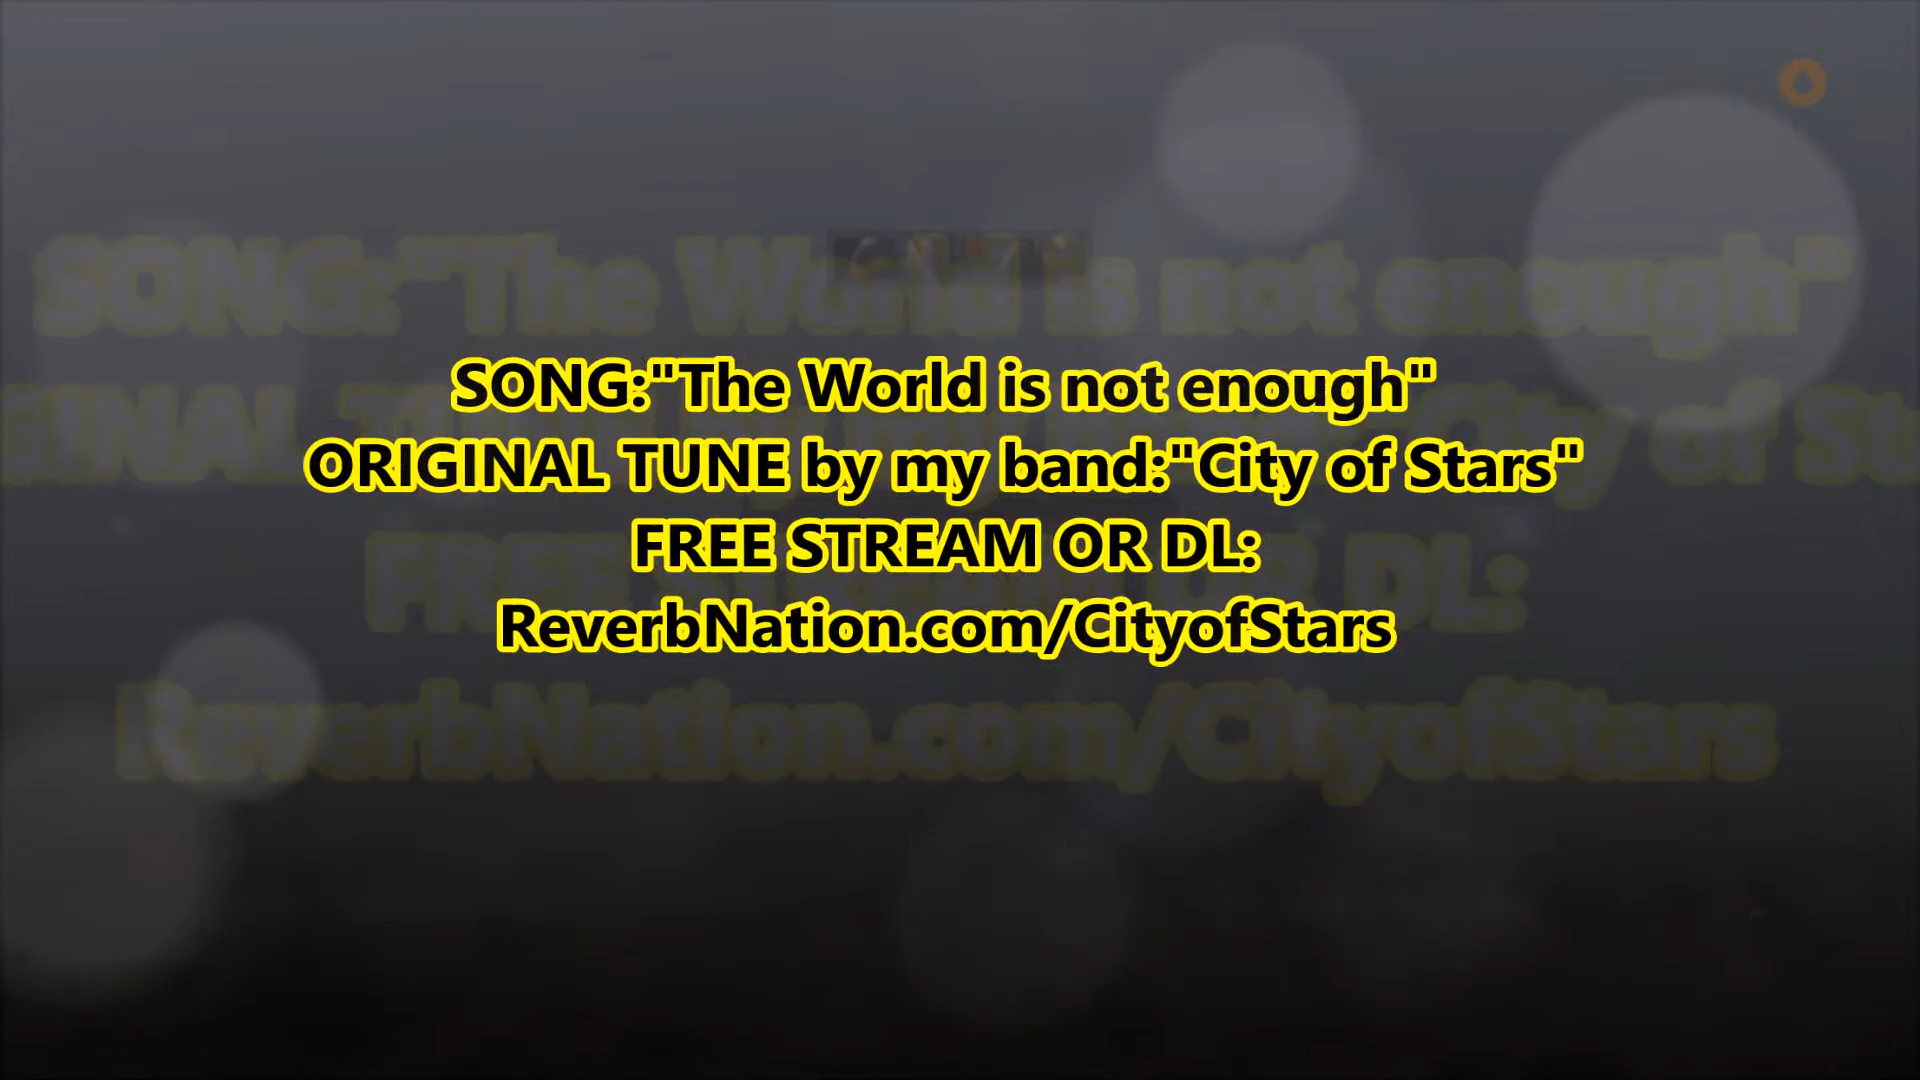 SONG:"The World is not enough"
ORIGINAL TUNE by my band:"City of Stars"
FREE STREAM OR DL:
ReverbNation.com/CityofStars